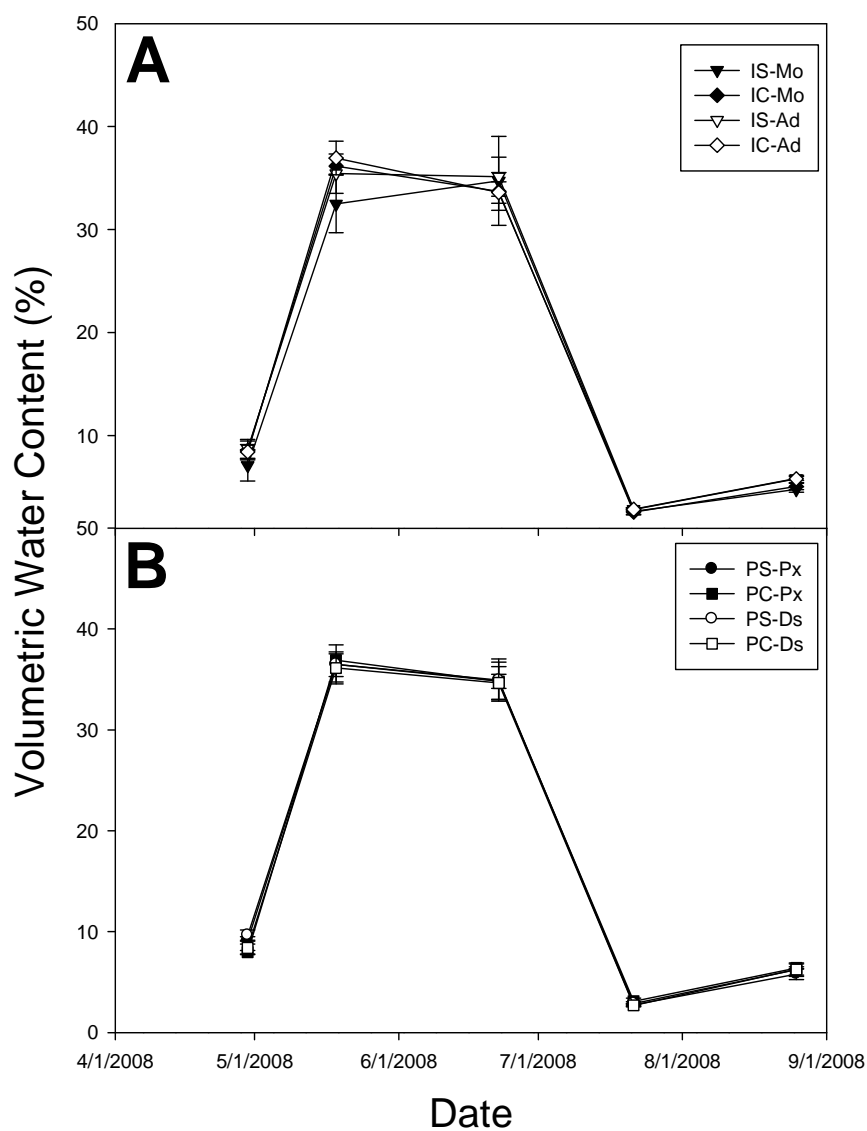 Volumetric Water Content (%)
A
50
40
30
20
10
IS-Mo
IC-Mo
IS-Ad
IC-Ad
B
50
40
30
20
10
0
PS-Px
PC-Px
PS-Ds
PC-Ds
4/1/2008 5/1/2008 6/1/2008 7/1/2008 8/1/2008 9/1/2008
Date